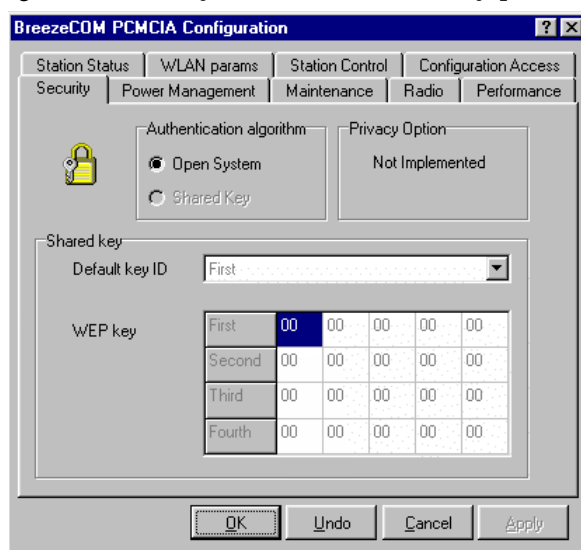 BreezeCOM PCMCIA Configuration
Station Status WLAN params Station Control Configuration Access
Security Power Management Maintenance Radio Performance
Authentication algorithm
Open System
Shared Key
Privacy Option
Not Implemented
Shared key
Default key ID First
WEP key
First 00 00 00 00 00
Second 00 00 00 00 00
Third 00 00 00 00 00
Fourth 00 00 00 00 00
OK Undo Cancel Apply